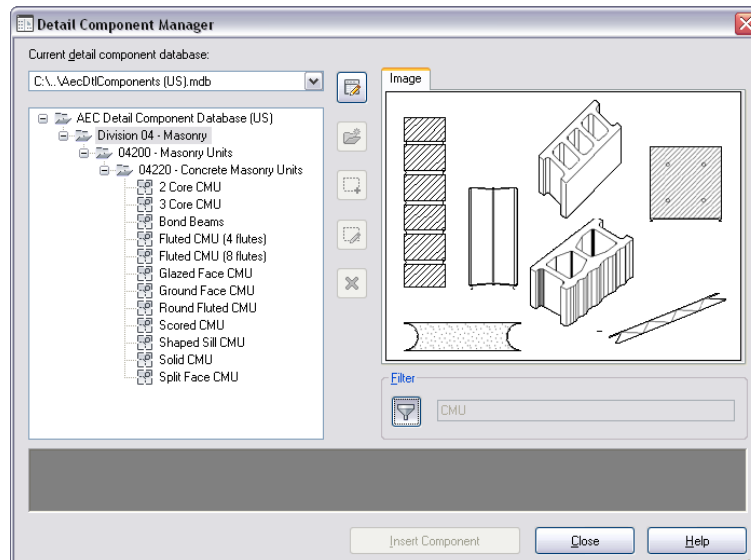 Detail Component Manager
Current detail component database:
C:\..\AecDtlComponents (US).mdb
AEC Detail Component Database (US)
Division 04 - Masonry
04200 - Masonry Units
04220 - Concrete Masonry Units
2 Core CMU
3 Core CMU
Bond Beams
Fluted CMU (4 flutes)
Fluted CMU (8 flutes)
Glazed Face CMU
Ground Face CMU
Round Fluted CMU
Scored CMU
Shaped Sill CMU
Solid CMU
Split Face CMU
Image
Filter
CMU
Insert Component
Close
Help